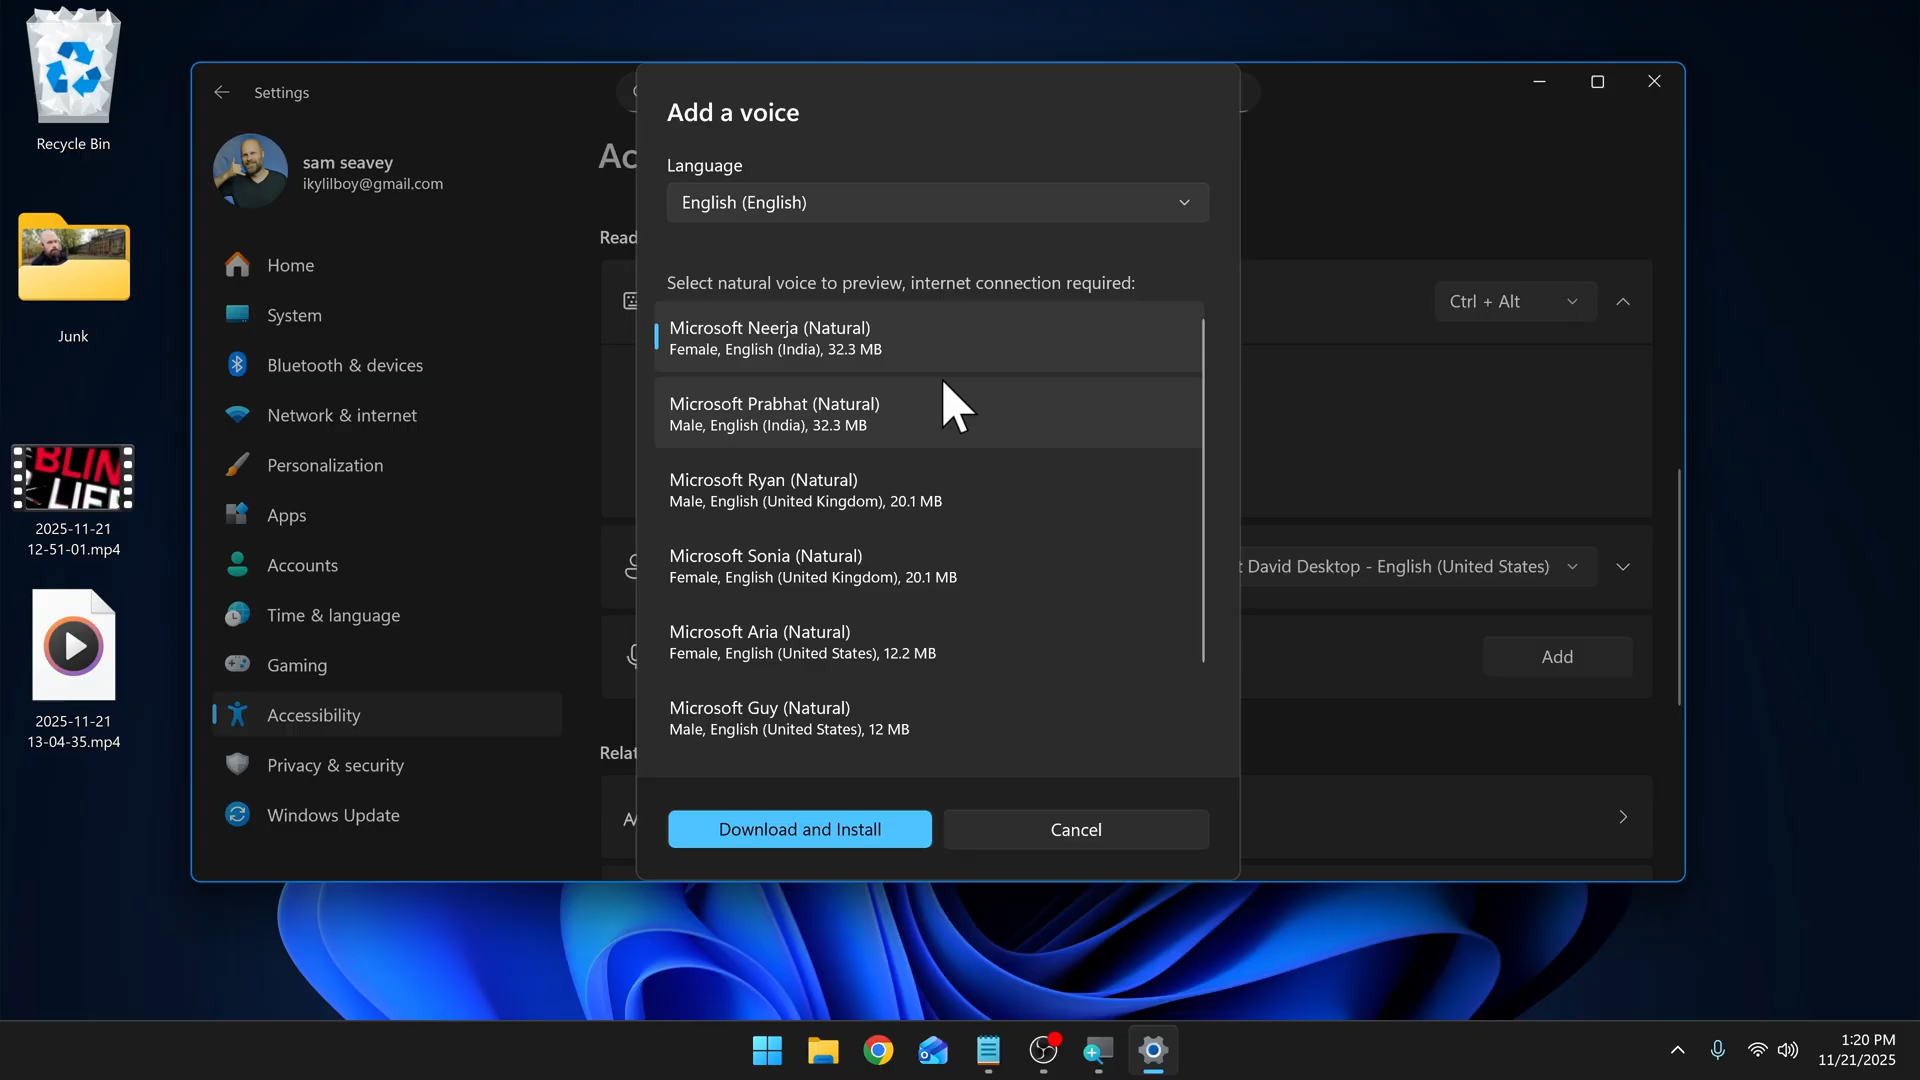 Recycle Bin
Junk
BLIN
LIFE
2025-11-21
12-51-01.mp4
2025-11-21
13-04-35.mp4
Settings
sam seavey
ikylilboy@gmail.com
Home
System
Bluetooth & devices
Network & internet
Personalization
Apps
Accounts
Time & language
Gaming
Accessibility
Privacy & security
Windows Update
Ac
Read
Ctrl + Alt
t David Desktop - English (United States)
Add
Relat
Add a voice
Language
English (English)
Select natural voice to preview, internet connection required:
Microsoft Neerja (Natural)
Female, English (India), 32.3 MB
Microsoft Prabhat (Natural)
Male, English (India), 32.3 MB
Microsoft Ryan (Natural)
Male, English (United Kingdom), 20.1 MB
Microsoft Sonia (Natural)
Female, English (United Kingdom), 20.1 MB
Microsoft Aria (Natural)
Female, English (United States), 12.2 MB
Microsoft Guy (Natural)
Male, English (United States), 12 MB
Download and Install
Cancel
1:20 PM
11/21/2025